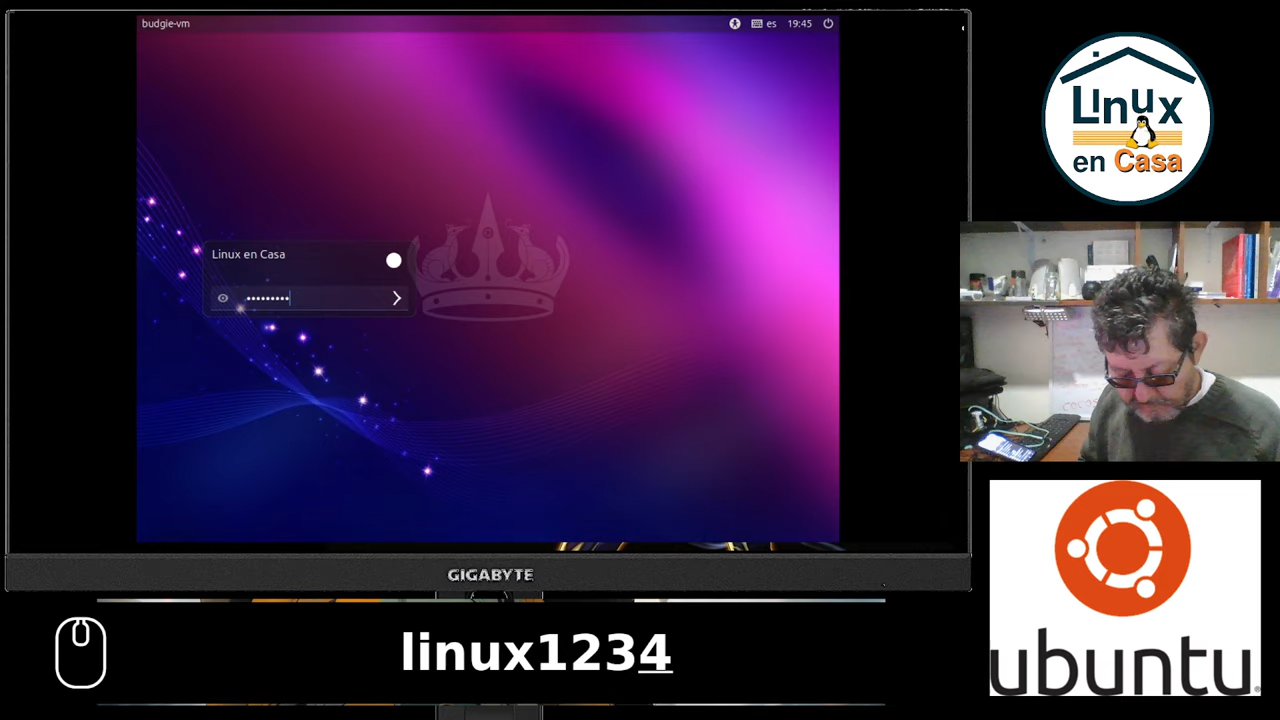 budgie-vm
es 19:45
Linux en Casa
GIGABYTE
linux1234
Linux
en Casa
ubuntu